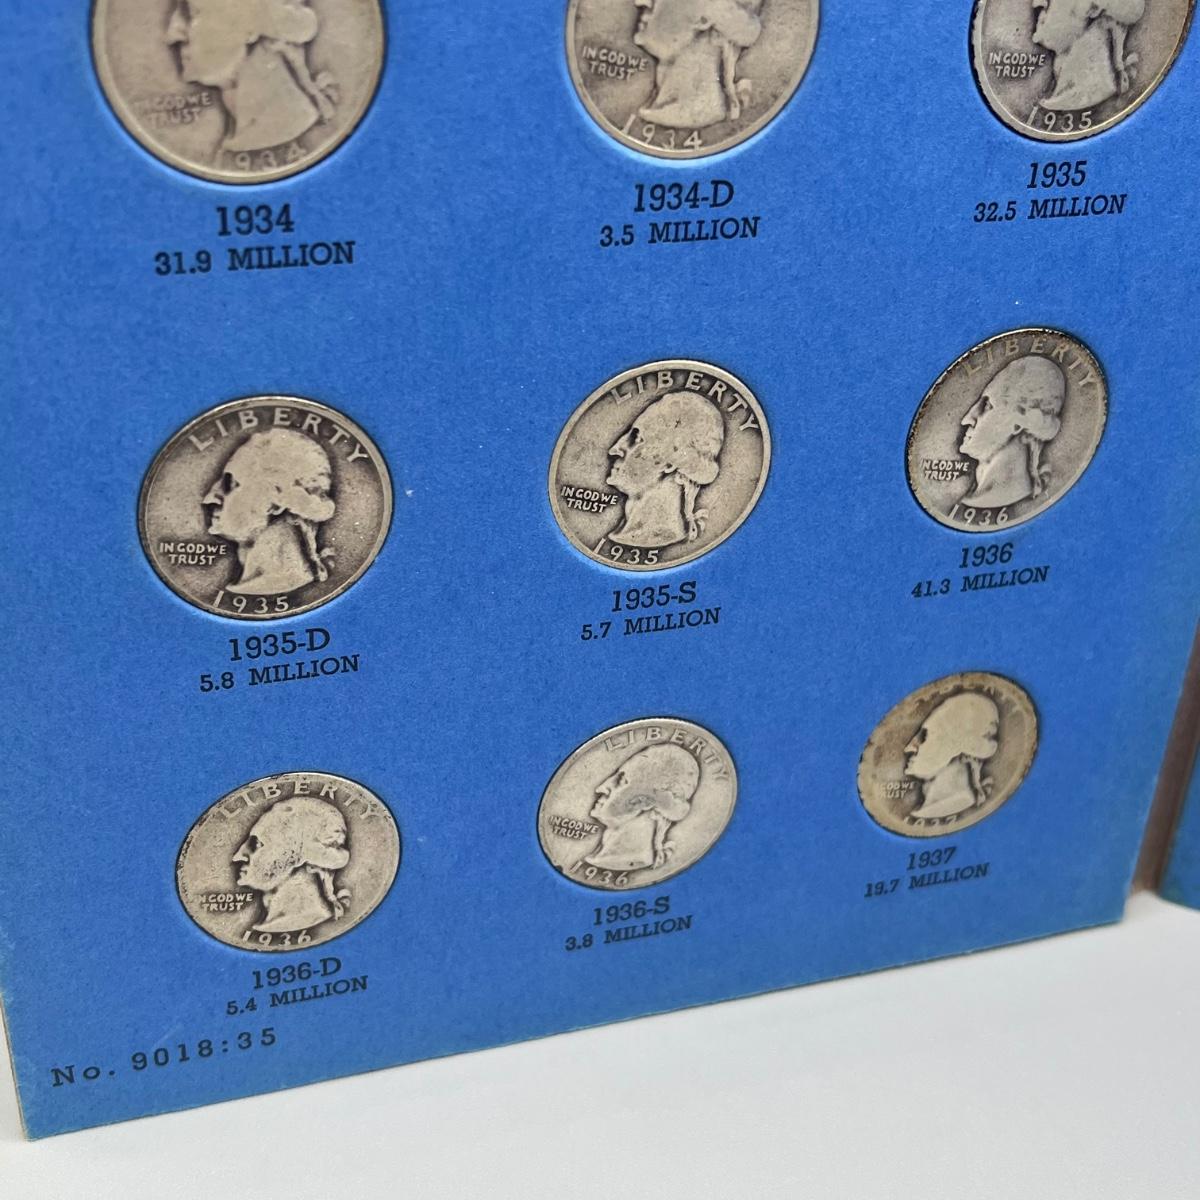 IN GOD WE
TRUST
1934
1934
31.9 MILLION
IN GOD WE
TRUST
1934
1934-D
3.5 MILLION
IN GOD WE
TRUST
1935
1935
32.5 MILLION
LIBERTY
IN GOD WE
TRUST
1935
1935-D
5.8 MILLION
LIBERTY
IN GOD WE
TRUST
1935
1935-S
5.7 MILLION
LIBERTY
IN GOD WE
TRUST
1936
1936
41.3 MILLION
LIBERTY
IN GOD WE
TRUST
1936
1936-D
5.4 MILLION
LIBERTY
IN GOD WE
TRUST
1936
1936-S
3.8 MILLION
LIBERTY
GOD WE
1937
1937
19.7 MILLION
No. 9018:35